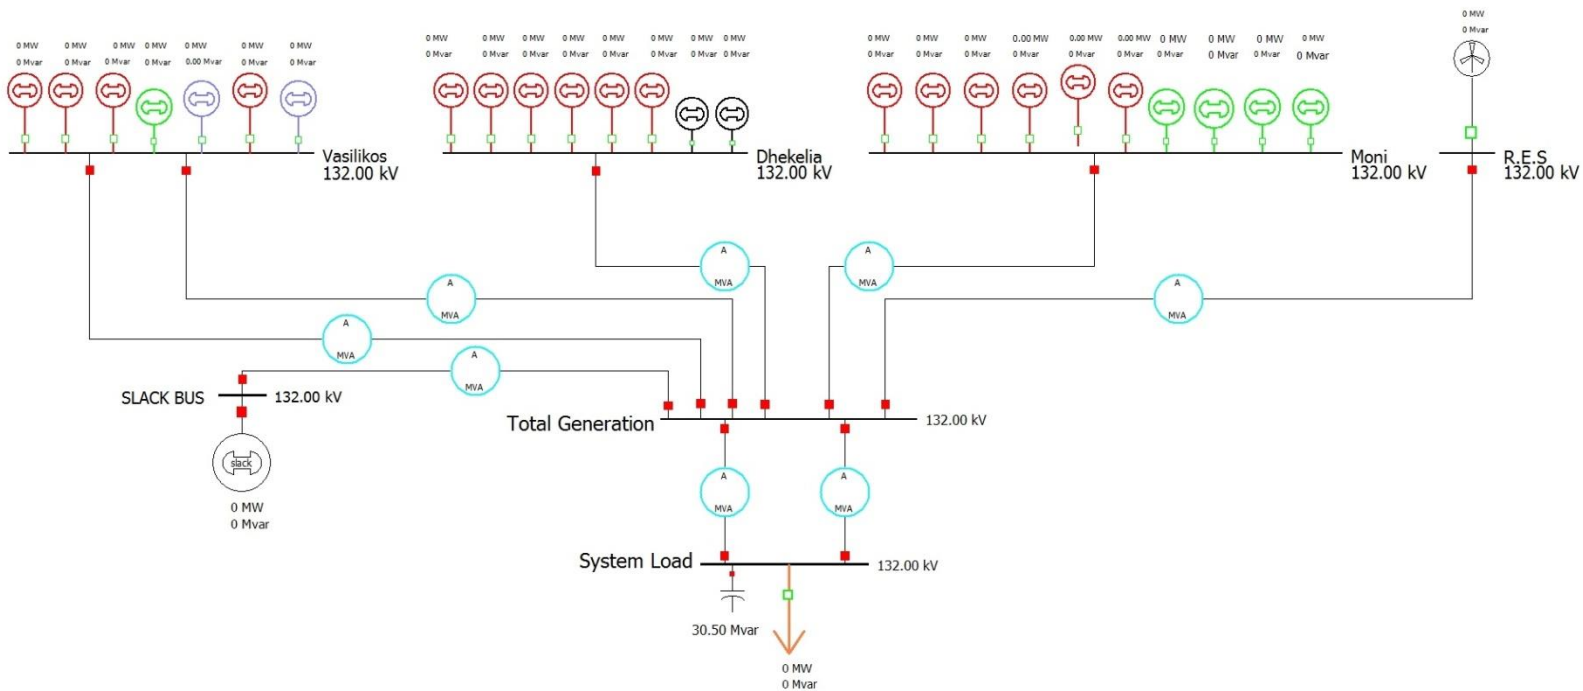 0 MW 0 MW 0 MW 0 MW 0 MW 0 MW 0 MW
0 Mvar 0 Mvar 0 Mvar 0 Mvar 0.00 Mvar 0 Mvar 0 Mvar
0 MW 0 MW 0 MW 0 MW 0 MW 0 MW 0 MW 0 MW
0 Mvar 0 Mvar 0 Mvar 0 Mvar 0 Mvar 0 Mvar 0 Mvar 0 Mvar
0 MW 0 MW 0 MW 0.00 MW 0.00 MW 0.00 MW 0 MW 0 MW 0 MW 0 MW
0 Mvar 0 Mvar 0 Mvar 0 Mvar 0 Mvar 0 Mvar 0 Mvar 0 Mvar 0 Mvar 0 Mvar
0 MW
0 Mvar
Vasilikos
132.00 kV
Dhekelia
132.00 kV
Moni
132.00 kV
R.E.S
132.00 kV
A
MVA
A
MVA
A
MVA
A
MVA
A
MVA
A
MVA
SLACK BUS
132.00 kV
slack
0 MW
0 Mvar
Total Generation
132.00 kV
A
MVA
A
MVA
System Load
132.00 kV
30.50 Mvar
0 MW
0 Mvar